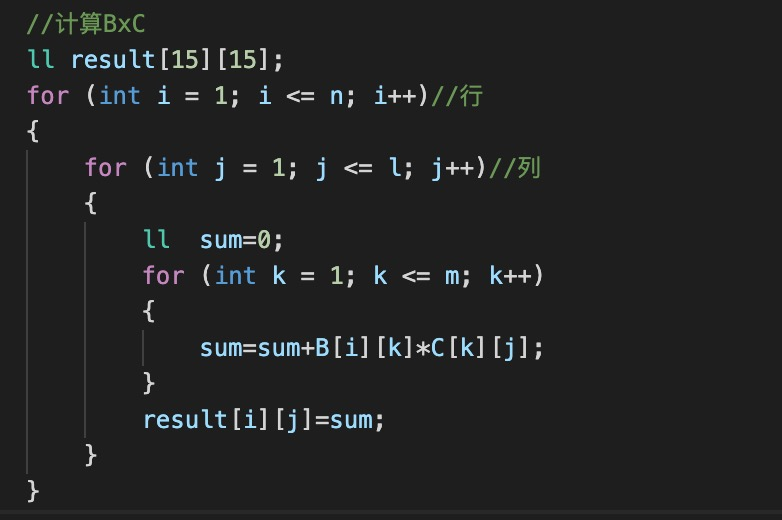 //计算BxC
ll result[15][15];
for (int i = 1; i <= n; i++)//行
{
    for (int j = 1; j <= l; j++)//列
    {
        ll  sum=0;
        for (int k = 1; k <= m; k++)
        {
            sum=sum+B[i][k]*C[k][j];
        }
        result[i][j]=sum;
    }
}